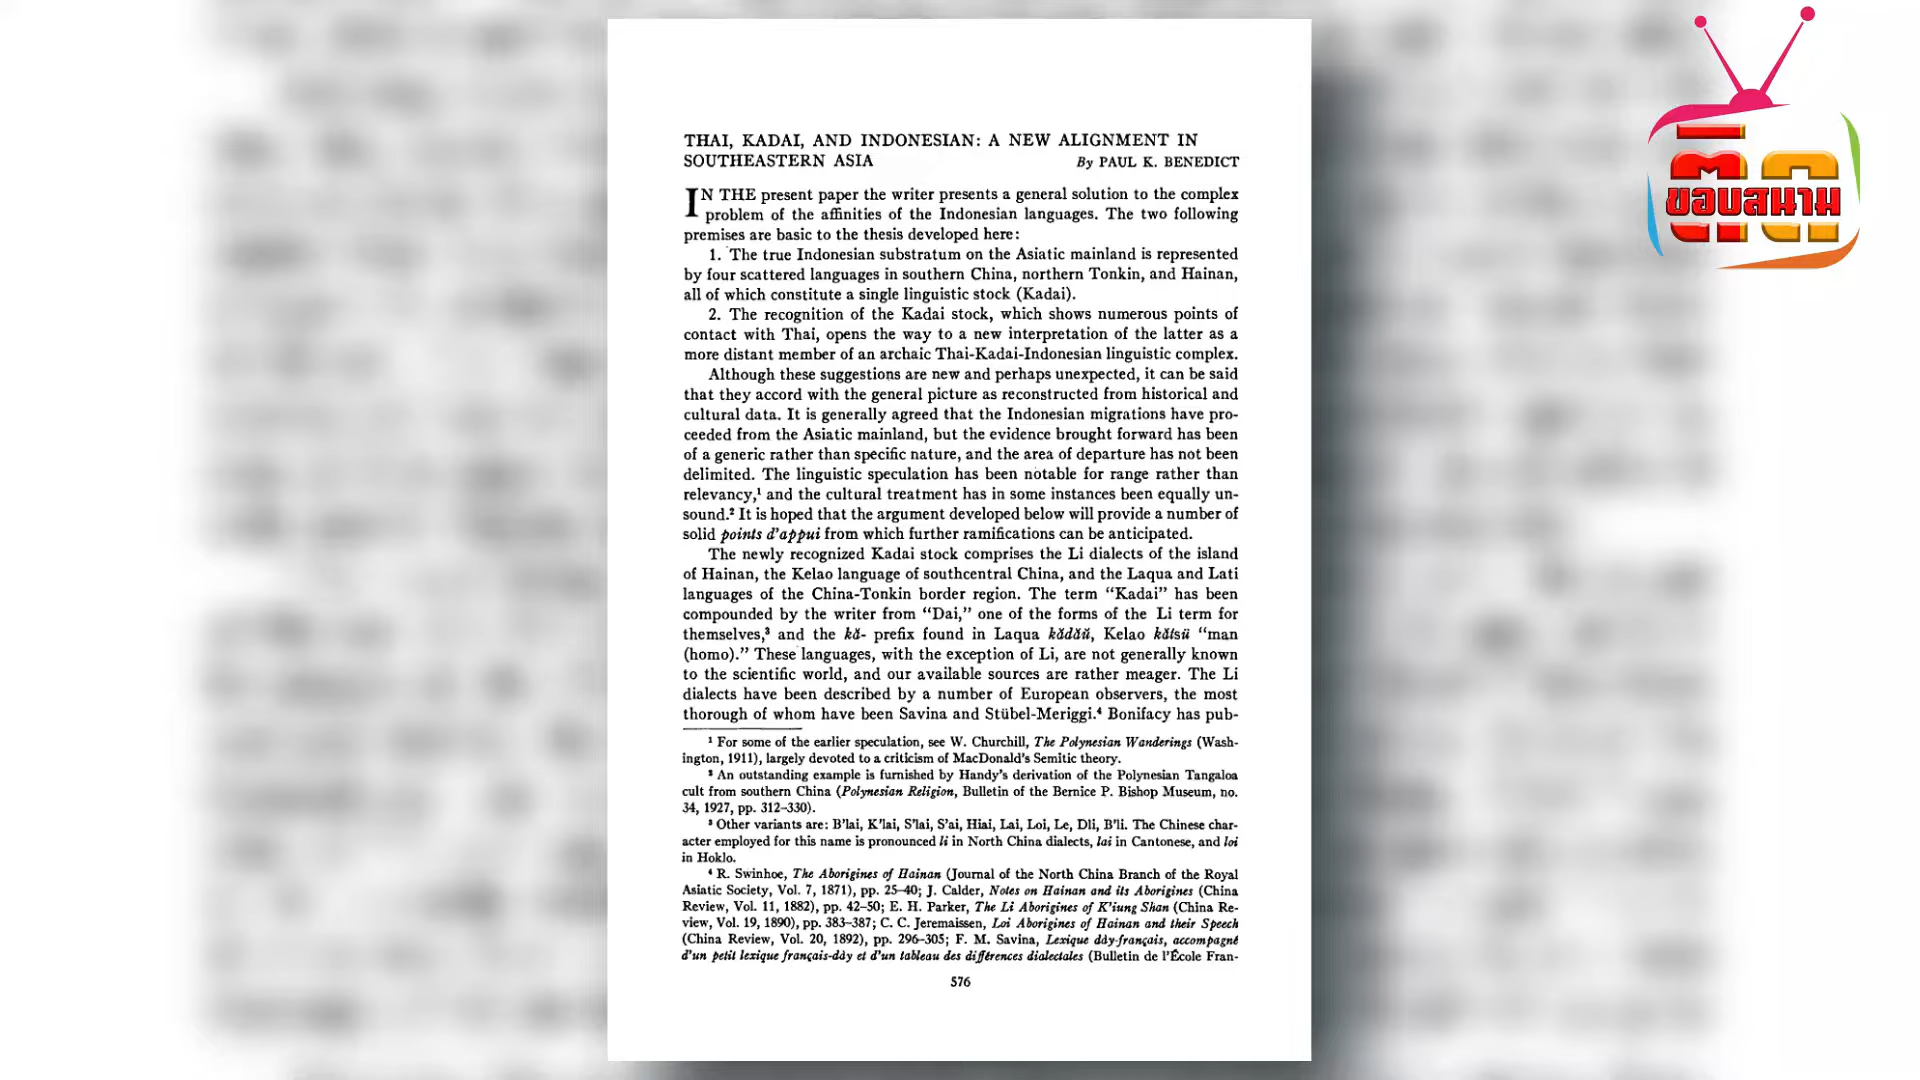 THAI, KADAI, AND INDONESIAN: A NEW ALIGNMENT IN
SOUTHEASTERN ASIA By PAUL K. BENEDICT
IN THE present paper the writer presents a general solution to the complex
problem of the affinities of the Indonesian languages. The two following
premises are basic to the thesis developed here:
1. The true Indonesian substratum on the Asiatic mainland is represented
by four scattered languages in southern China, northern Tonkin, and Hainan,
all of which constitute a single linguistic stock (Kadai).
2. The recognition of the Kadai stock, which shows numerous points of
contact with Thai, opens the way to a new interpretation of the latter as a
more distant member of an archaic Thai-Kadai-Indonesian linguistic complex.
Although these suggestions are new and perhaps unexpected, it can be said
that they accord with the general picture as reconstructed from historical and
cultural data. It is generally agreed that the Indonesian migrations have pro-
ceeded from the Asiatic mainland, but the evidence brought forward has been
of a generic rather than specific nature, and the area of departure has not been
delimited. The linguistic speculation has been notable for range rather than
relevancy,¹ and the cultural treatment has in some instances been equally un-
sound.² It is hoped that the argument developed below will provide a number of
solid points d'appui from which further ramifications can be anticipated.
The newly recognized Kadai stock comprises the Li dialects of the island
of Hainan, the Kelao language of southcentral China, and the Laqua and Lati
languages of the China-Tonkin border region. The term “Kadai” has been
compounded by the writer from “Dai,” one of the forms of the Li term for
themselves,³ and the kă- prefix found in Laqua kădăŭ, Kelao kătsü “man
(homo).” These languages, with the exception of Li, are not generally known
to the scientific world, and our available sources are rather meager. The Li
dialects have been described by a number of European observers, the most
thorough of whom have been Savina and Stübel-Meriggi.⁴ Bonifacy has pub-
¹ For some of the earlier speculation, see W. Churchill, The Polynesian Wanderings (Wash-
ington, 1911), largely devoted to a criticism of MacDonald's Semitic theory.
² An outstanding example is furnished by Handy's derivation of the Polynesian Tangaloa
cult from southern China (Polynesian Religion, Bulletin of the Bernice P. Bishop Museum, no.
34, 1927, pp. 312–330).
³ Other variants are: B'lai, K'lai, S'lai, S'ai, Hiai, Lai, Loi, Le, Dli, B'li. The Chinese char-
acter employed for this name is pronounced li in North China dialects, lai in Cantonese, and loi
in Hoklo.
⁴ R. Swinhoe, The Aborigines of Hainan (Journal of the North China Branch of the Royal
Asiatic Society, Vol. 7, 1871), pp. 25–40; J. Calder, Notes on Hainan and its Aborigines (China
Review, Vol. 11, 1882), pp. 42–50; E. H. Parker, The Li Aborigines of K'iung Shan (China Re-
view, Vol. 19, 1890), pp. 383–387; C. C. Jeremaissen, Loi Aborigines of Hainan and their Speech
(China Review, Vol. 20, 1892), pp. 296–305; F. M. Savina, Lexique dày-français, accompagné
d'un petit lexique français-dày et d'un tableau des différences dialectales (Bulletin de l'École Fran-
576
ติด
ขอบสนาม